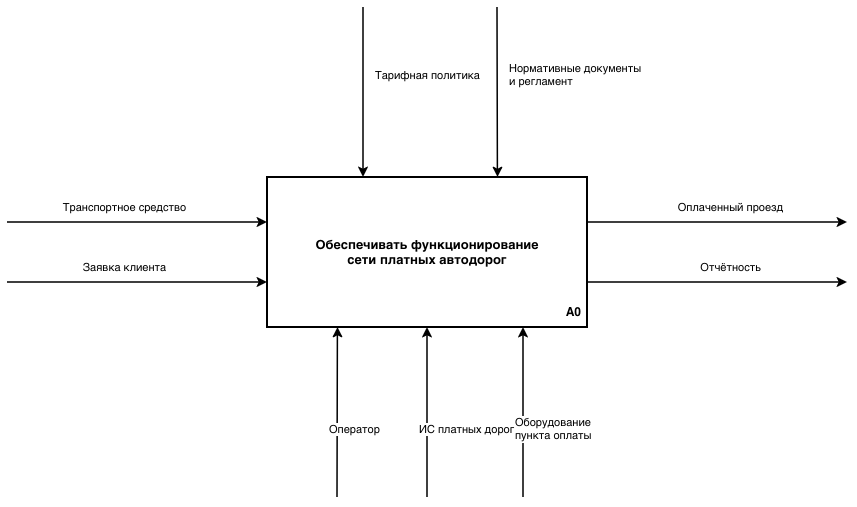 Тарифная политика
Нормативные документы
и регламент
Транспортное средство
Заявка клиента
Обеспечивать функционирование
сети платных автодорог
A0
Оплаченный проезд
Отчётность
Оператор
ИС платных дорог
Оборудование
пункта оплаты